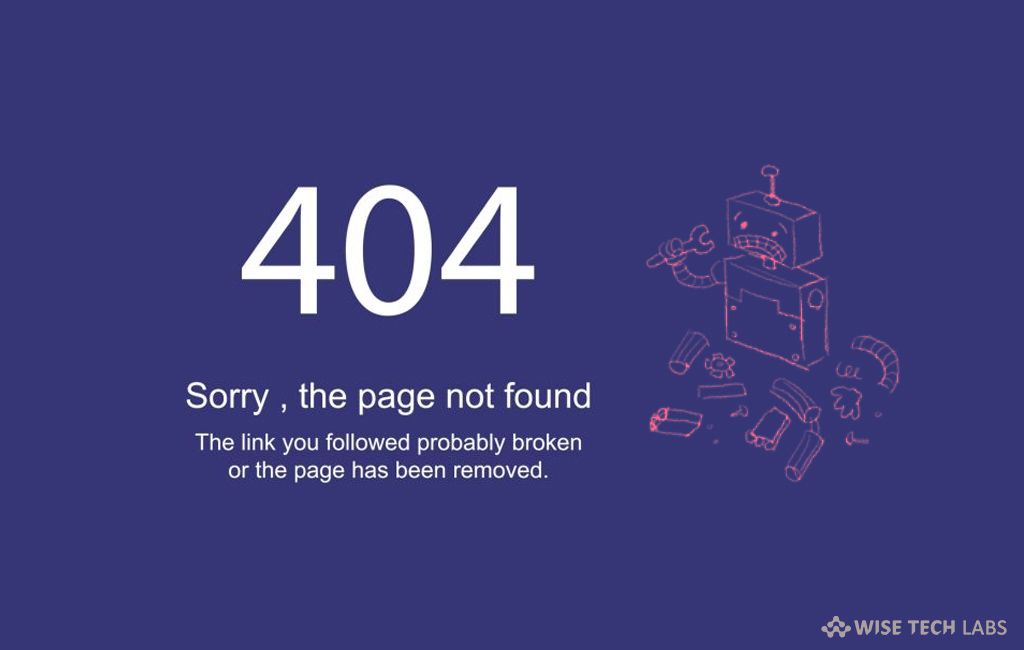 404
Sorry , the page not found
The link you followed probably broken
or the page has been removed.
WISE TECH LABS